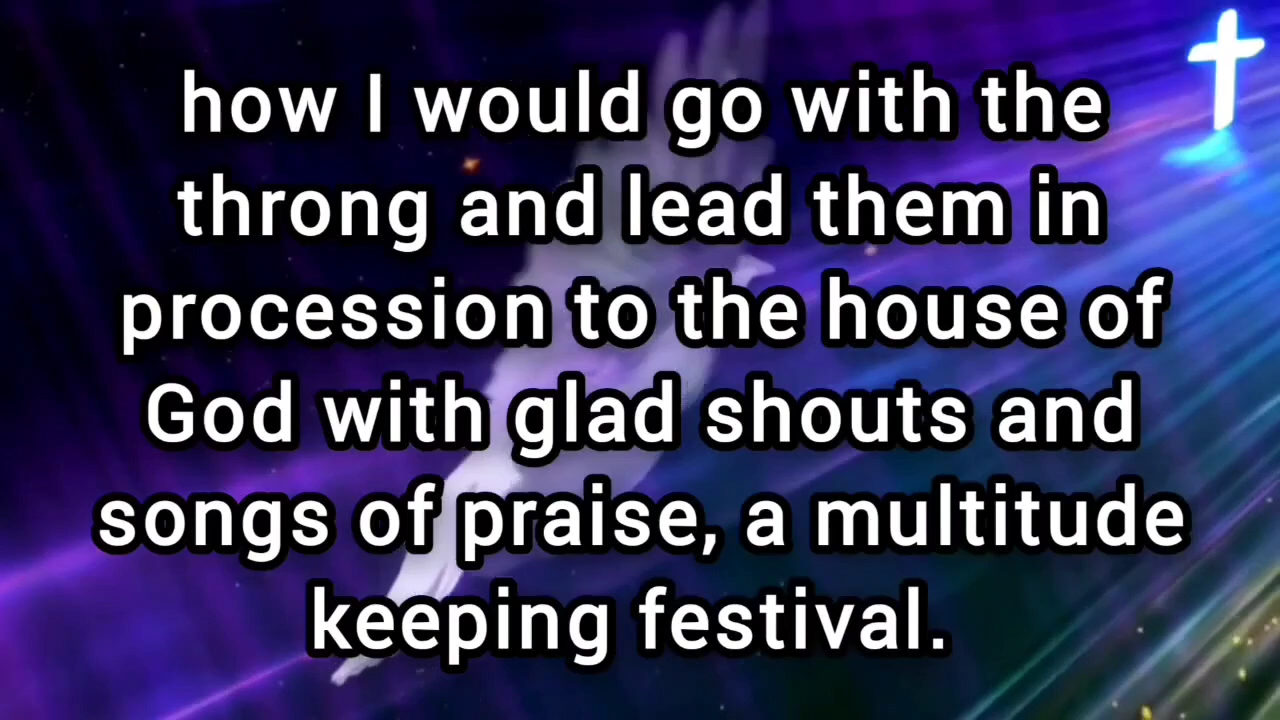 how I would go with the
throng and lead them in
procession to the house of
God with glad shouts and
songs of praise, a multitude
keeping festival.